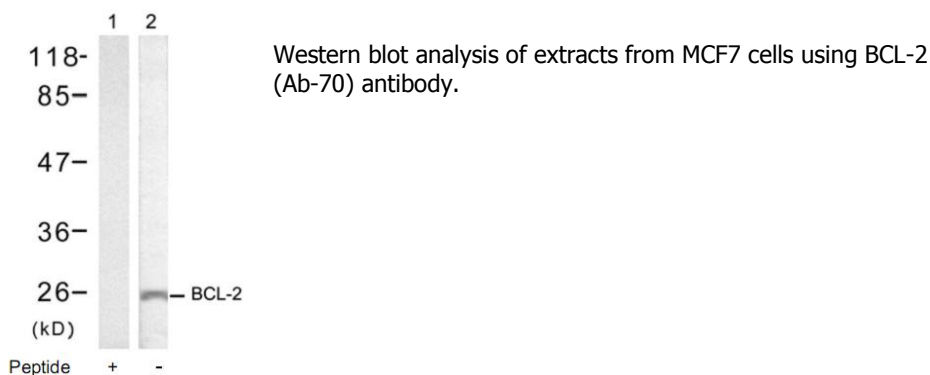 1 2
118-
85-
47-
36-
26-
BCL-2
(kD)
Peptide + -
Western blot analysis of extracts from MCF7 cells using BCL-2
(Ab-70) antibody.